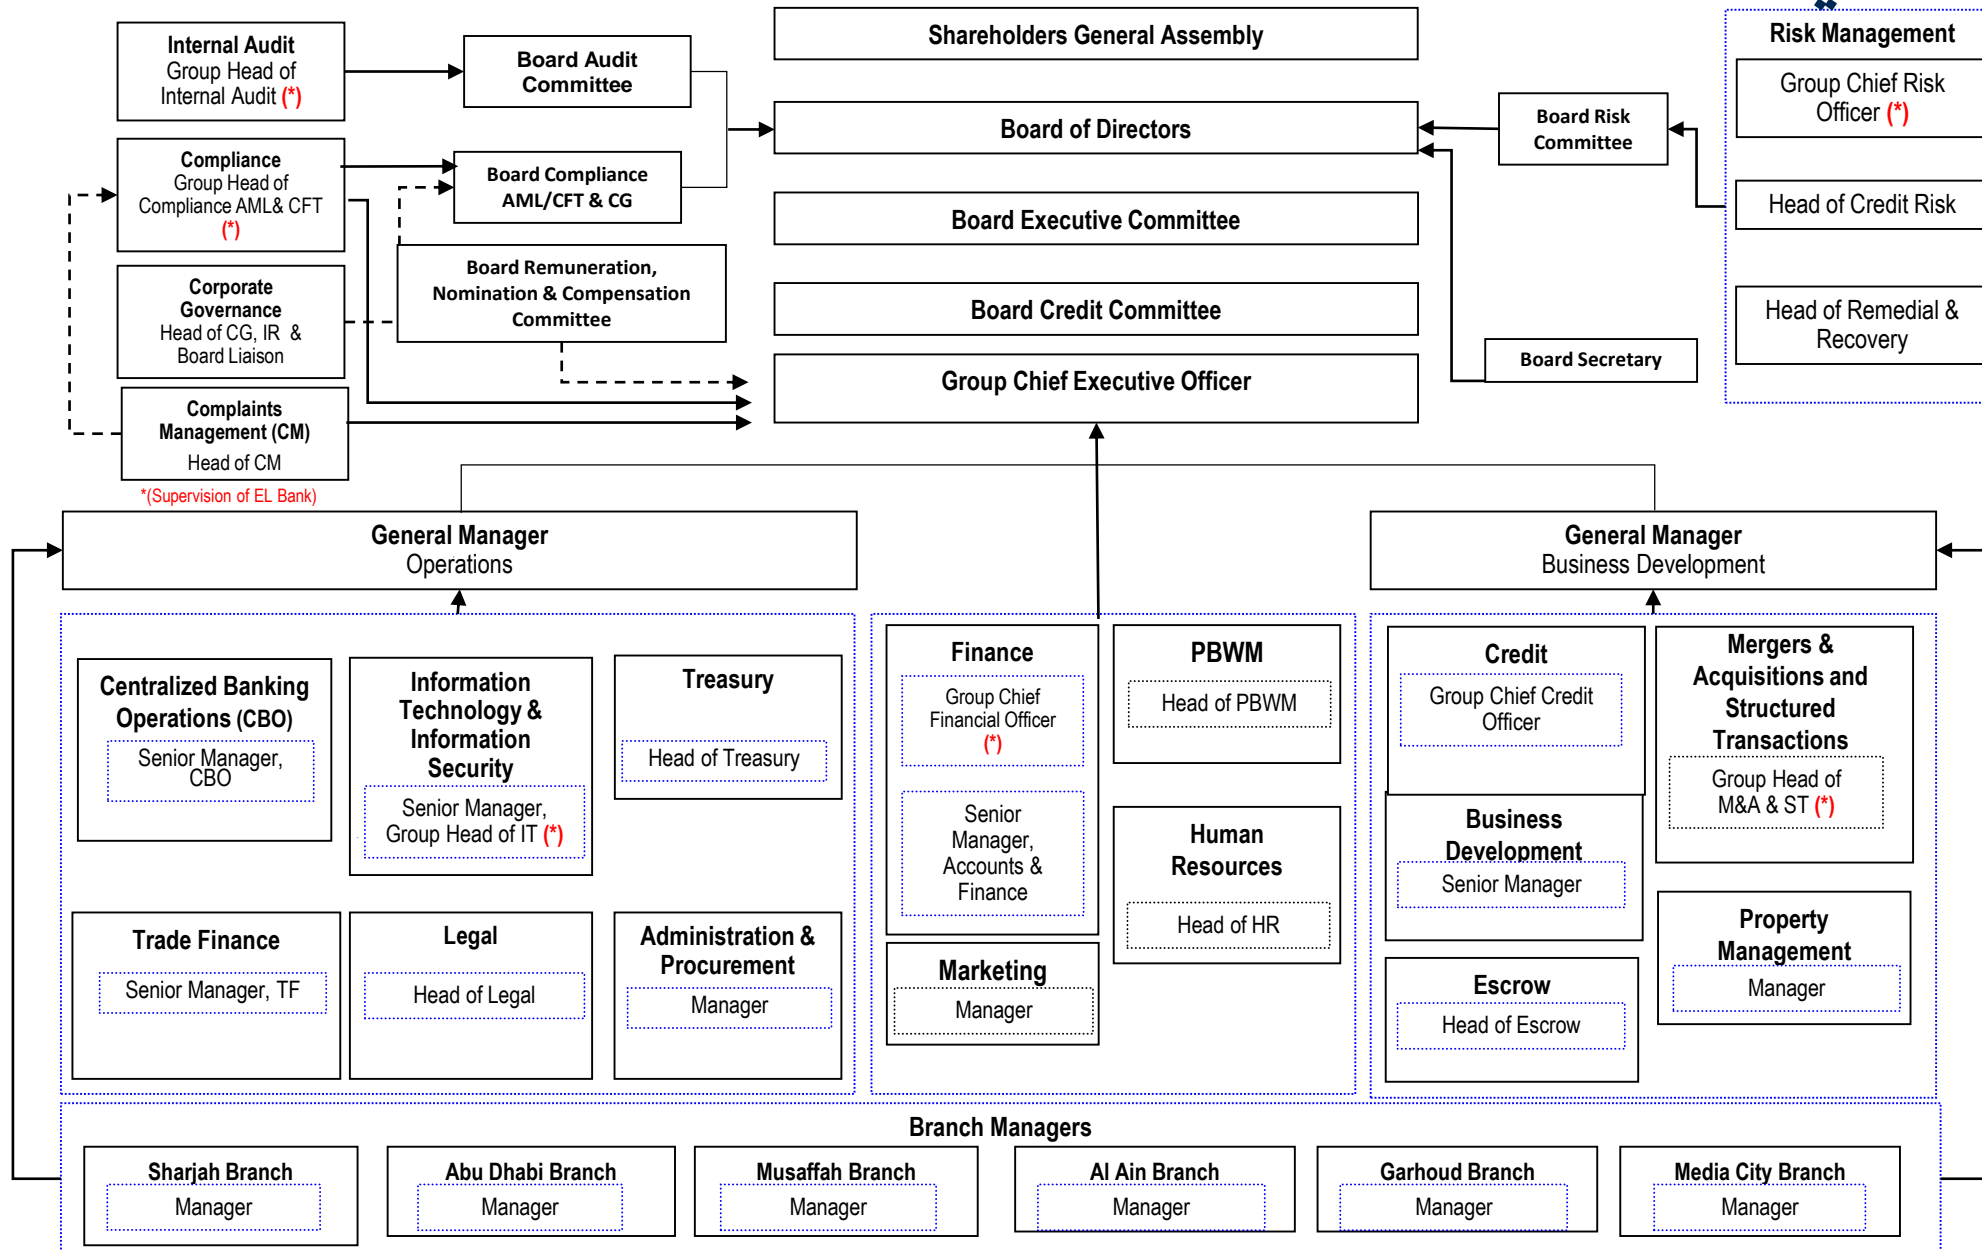 Internal Audit
Group Head of
Internal Audit (*)
Board Audit
Committee
Shareholders General Assembly
Risk Management
Group Chief Risk
Officer (*)
Board of Directors
Board Risk
Committee
Compliance
Group Head of
Compliance AML& CFT
(*)
Board Compliance
AML/CFT & CG
Head of Credit Risk
Board Executive Committee
Corporate
Governance
Head of CG, IR &
Board Liaison
Board Remuneration,
Nomination & Compensation
Committee
Board Credit Committee
Head of Remedial &
Recovery
Board Secretary
Group Chief Executive Officer
Complaints
Management (CM)
Head of CM
*(Supervision of EL Bank)
General Manager
Operations
General Manager
Business Development
Centralized Banking
Operations (CBO)
Senior Manager,
CBO
Information
Technology &
Information
Security
Senior Manager,
Group Head of IT (*)
Treasury
Head of Treasury
Finance
Group Chief
Financial Officer
(*)
Senior
Manager,
Accounts &
Finance
PBWM
Head of PBWM
Human
Resources
Head of HR
Credit
Group Chief Credit
Officer
Mergers &
Acquisitions and
Structured
Transactions
Group Head of
M&A & ST (*)
Business
Development
Senior Manager
Trade Finance
Senior Manager, TF
Legal
Head of Legal
Administration &
Procurement
Manager
Marketing
Manager
Escrow
Head of Escrow
Property
Management
Manager
Branch Managers
Sharjah Branch
Manager
Abu Dhabi Branch
Manager
Musaffah Branch
Manager
Al Ain Branch
Manager
Garhoud Branch
Manager
Media City Branch
Manager